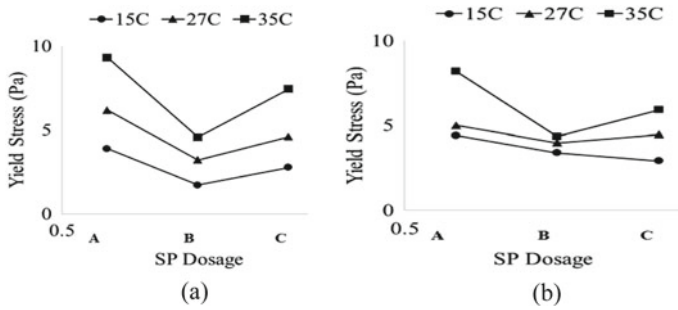 15C 27C 35C
10
5
0
Yield Stress (Pa)
0.5
A B C
SP Dosage
(a)
15C 27C 35C
10
5
0
Yield Stress (Pa)
0.5
A B C
SP Dosage
(b)